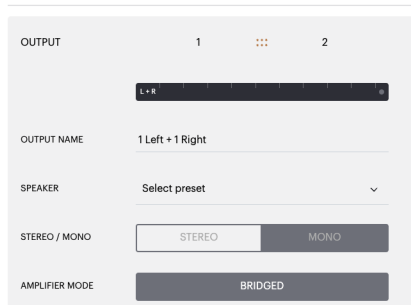 OUTPUT 1 2
L + R
OUTPUT NAME 1 Left + 1 Right
SPEAKER Select preset
STEREO / MONO STEREO MONO
AMPLIFIER MODE BRIDGED